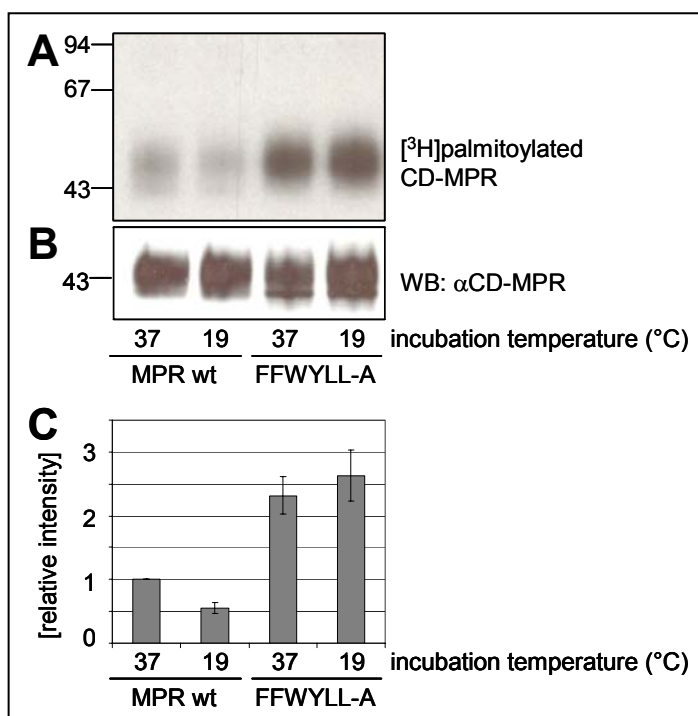 A
94
67
43
[³H]palmitoylated
CD-MPR
B
43
WB: αCD-MPR
37 19 37 19 incubation temperature (°C)
MPR wt FFWYLL-A
C
[relative intensity]
3
2
1
0
37 19 37 19 incubation temperature (°C)
MPR wt FFWYLL-A